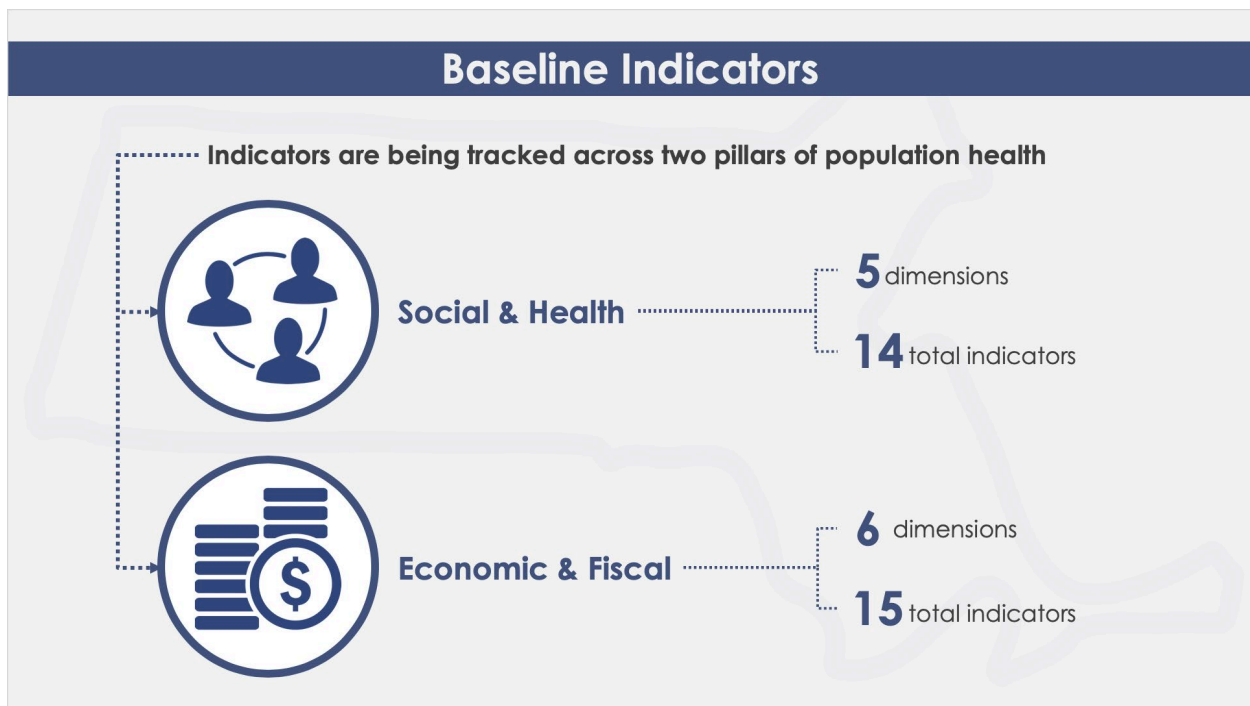 Baseline Indicators
Indicators are being tracked across two pillars of population health
Social & Health
5 dimensions
14 total indicators
$
Economic & Fiscal
6 dimensions
15 total indicators